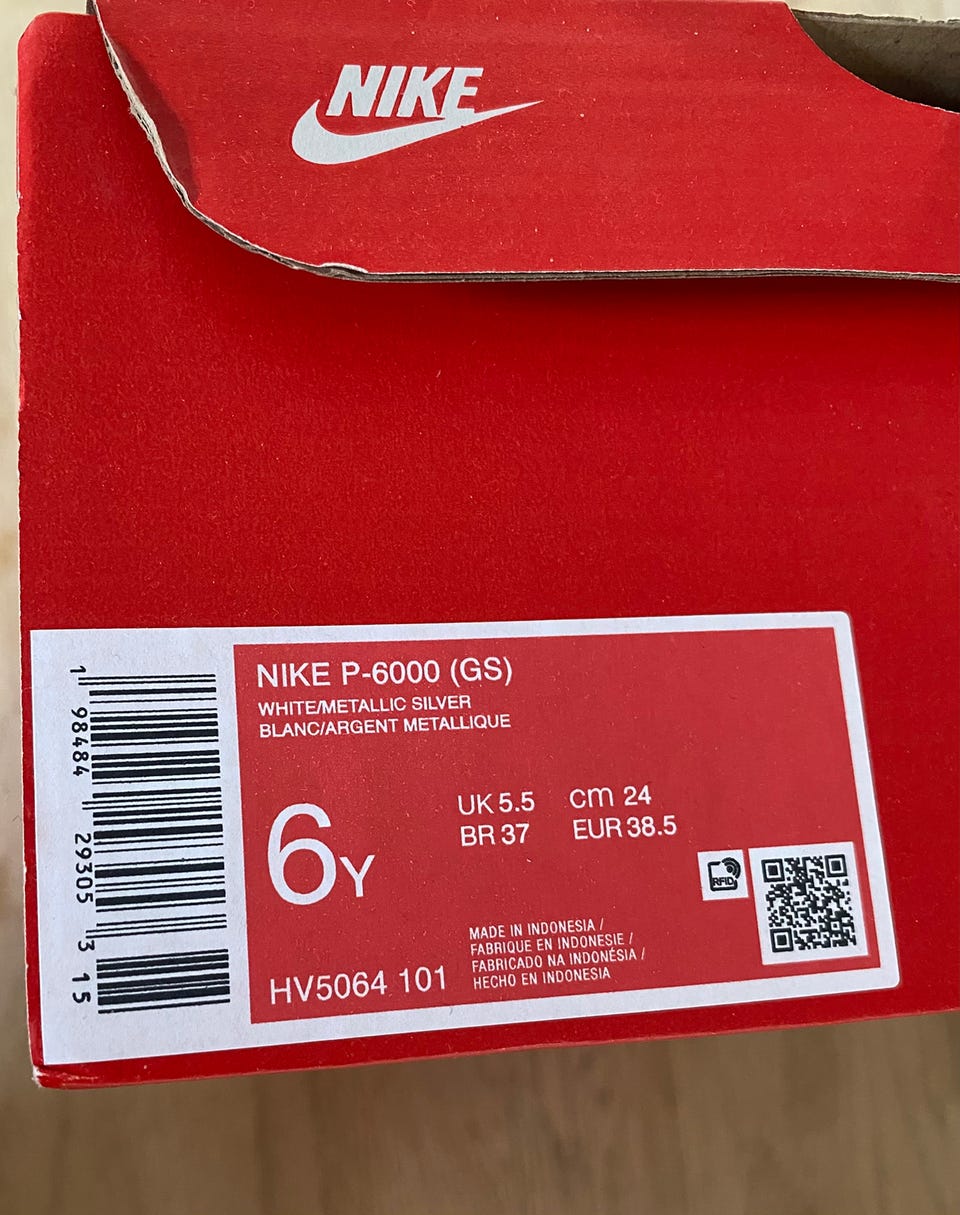 NIKE
NIKE P-6000 (GS)
WHITE/METALLIC SILVER
BLANC/ARGENT METALLIQUE
6Y
UK 5.5 cm 24
BR 37 EUR 38.5
RFID
HV5064 101
MADE IN INDONESIA /
FABRIQUE EN INDONESIE /
FABRICADO NA INDONÉSIA /
HECHO EN INDONESIA
1 98484 29305 3 15